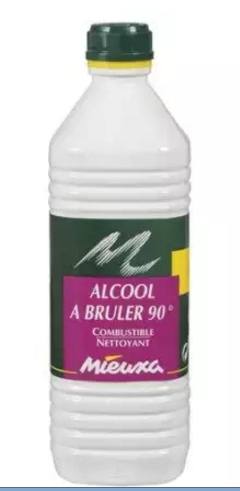 M
ALCOOL
A BRULER 90°
COMBUSTIBLE
NETTOYANT
Mieuxa